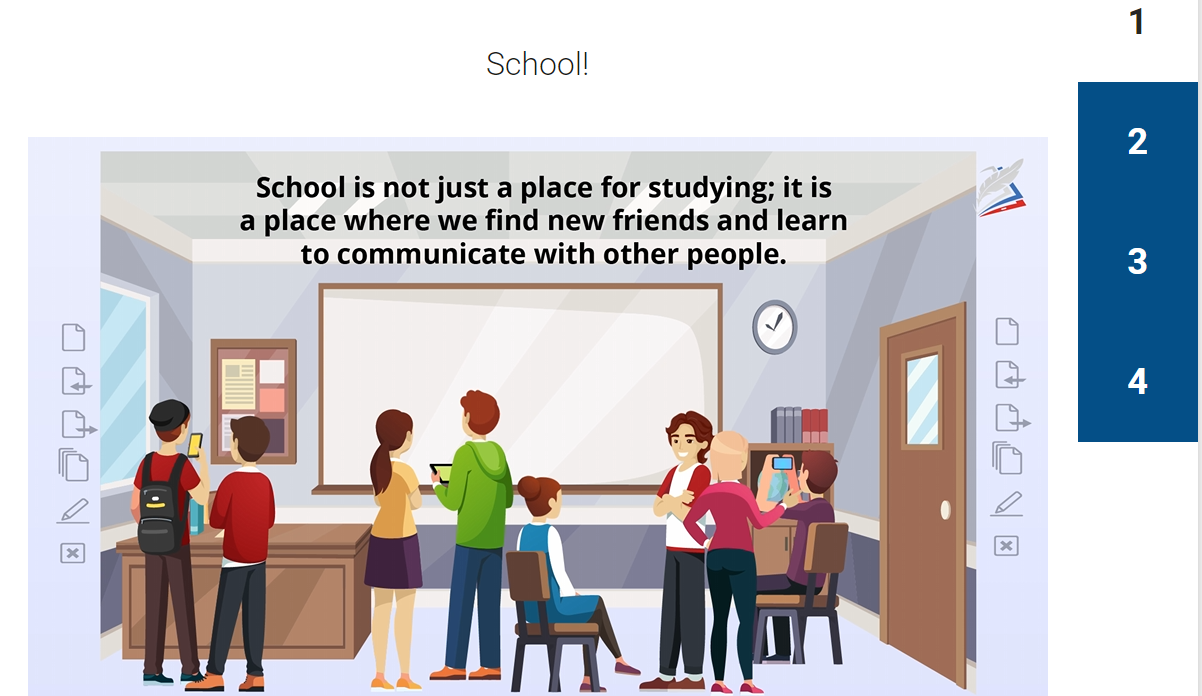 School!
School is not just a place for studying; it is
a place where we find new friends and learn
to communicate with other people.
1
2
3
4